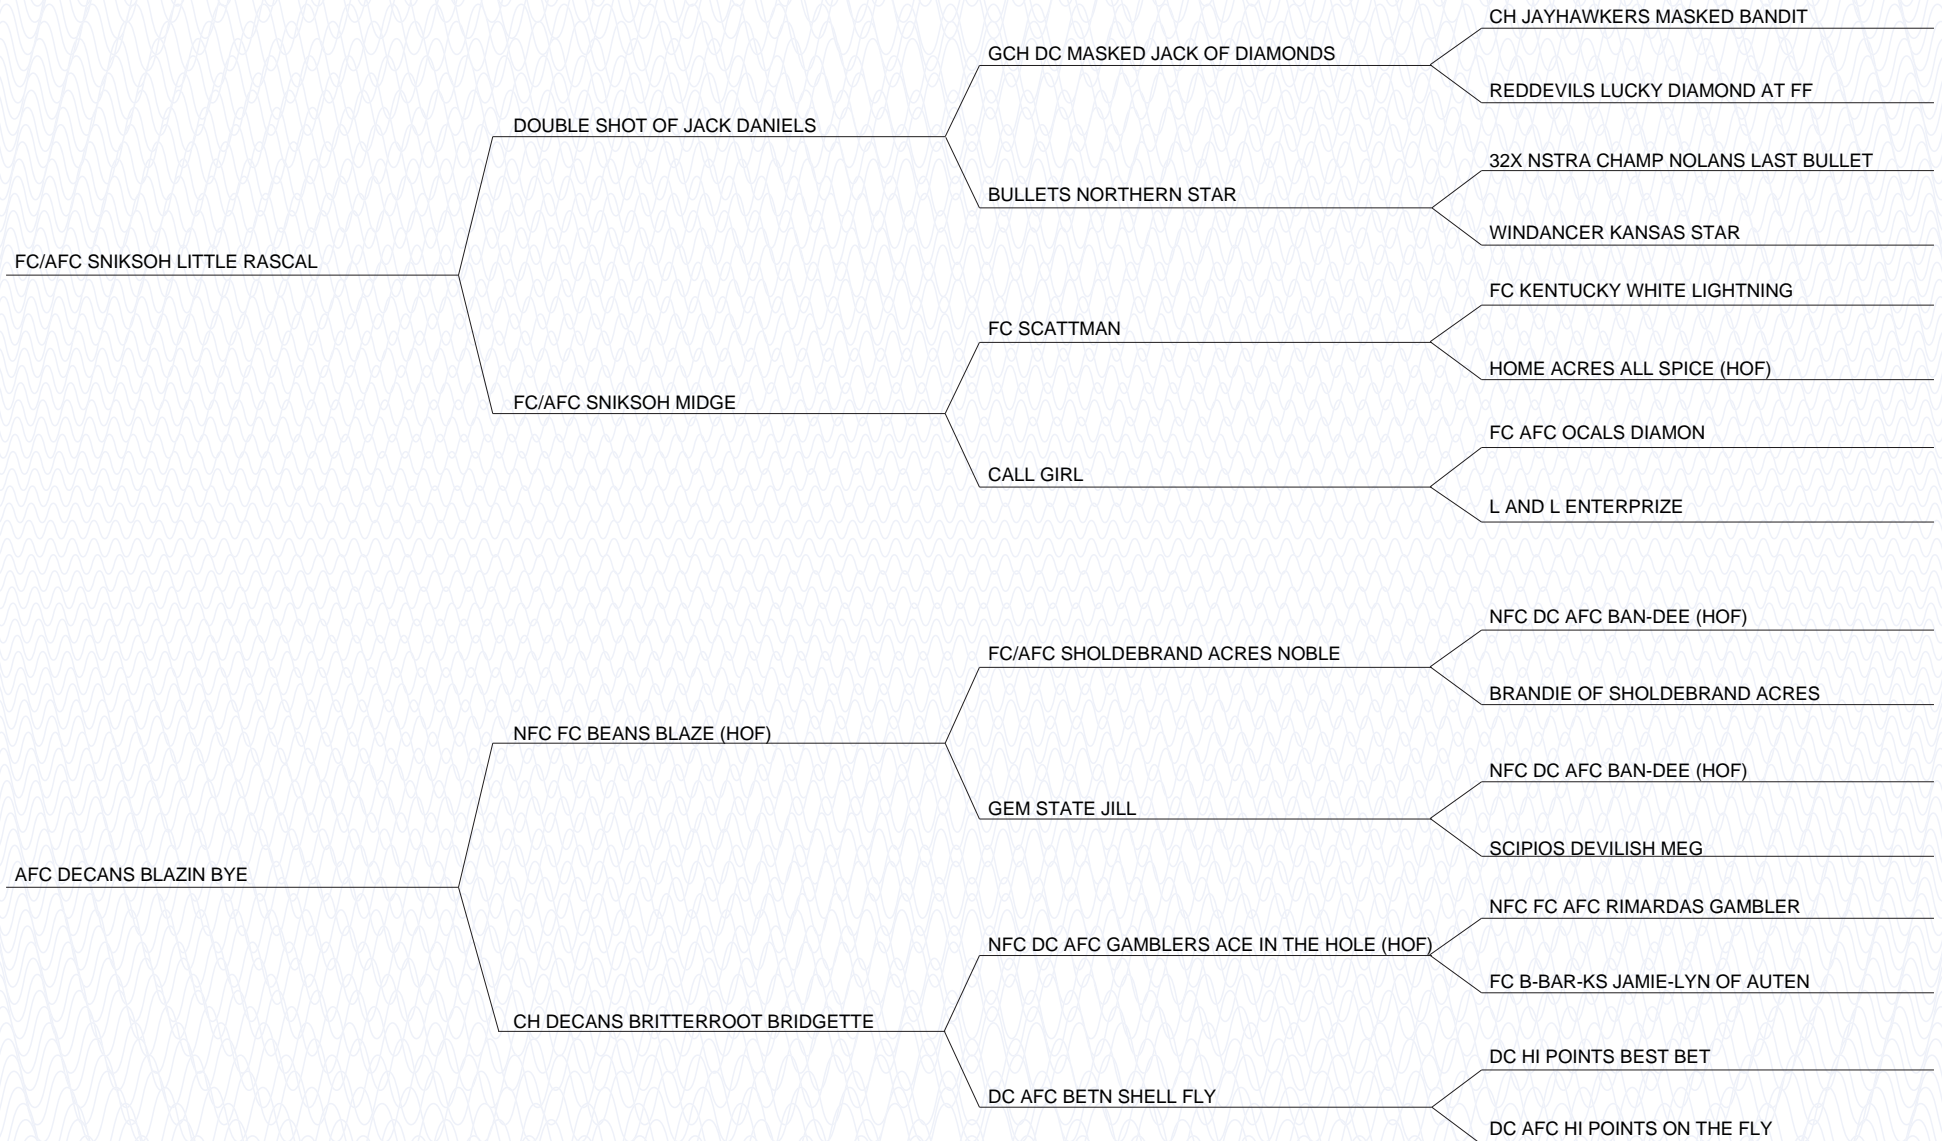 CH JAYHAWKERS MASKED BANDIT
GCH DC MASKED JACK OF DIAMONDS
REDDEVILS LUCKY DIAMOND AT FF
DOUBLE SHOT OF JACK DANIELS
32X NSTRA CHAMP NOLANS LAST BULLET
BULLETS NORTHERN STAR
WINDANCER KANSAS STAR
FC/AFC SNIKSOH LITTLE RASCAL
FC KENTUCKY WHITE LIGHTNING
FC SCATTMAN
HOME ACRES ALL SPICE (HOF)
FC/AFC SNIKSOH MIDGE
FC AFC OCALS DIAMON
CALL GIRL
L AND L ENTERPRIZE
NFC DC AFC BAN-DEE (HOF)
FC/AFC SHOLDEBRAND ACRES NOBLE
BRANDIE OF SHOLDEBRAND ACRES
NFC FC BEANS BLAZE (HOF)
NFC DC AFC BAN-DEE (HOF)
GEM STATE JILL
SCIPIOS DEVILISH MEG
AFC DECANS BLAZIN BYE
NFC FC AFC RIMARDAS GAMBLER
NFC DC AFC GAMBLERS ACE IN THE HOLE (HOF)
FC B-BAR-KS JAMIE-LYN OF AUTEN
CH DECANS BRITTERROOT BRIDGETTE
DC HI POINTS BEST BET
DC AFC BETN SHELL FLY
DC AFC HI POINTS ON THE FLY